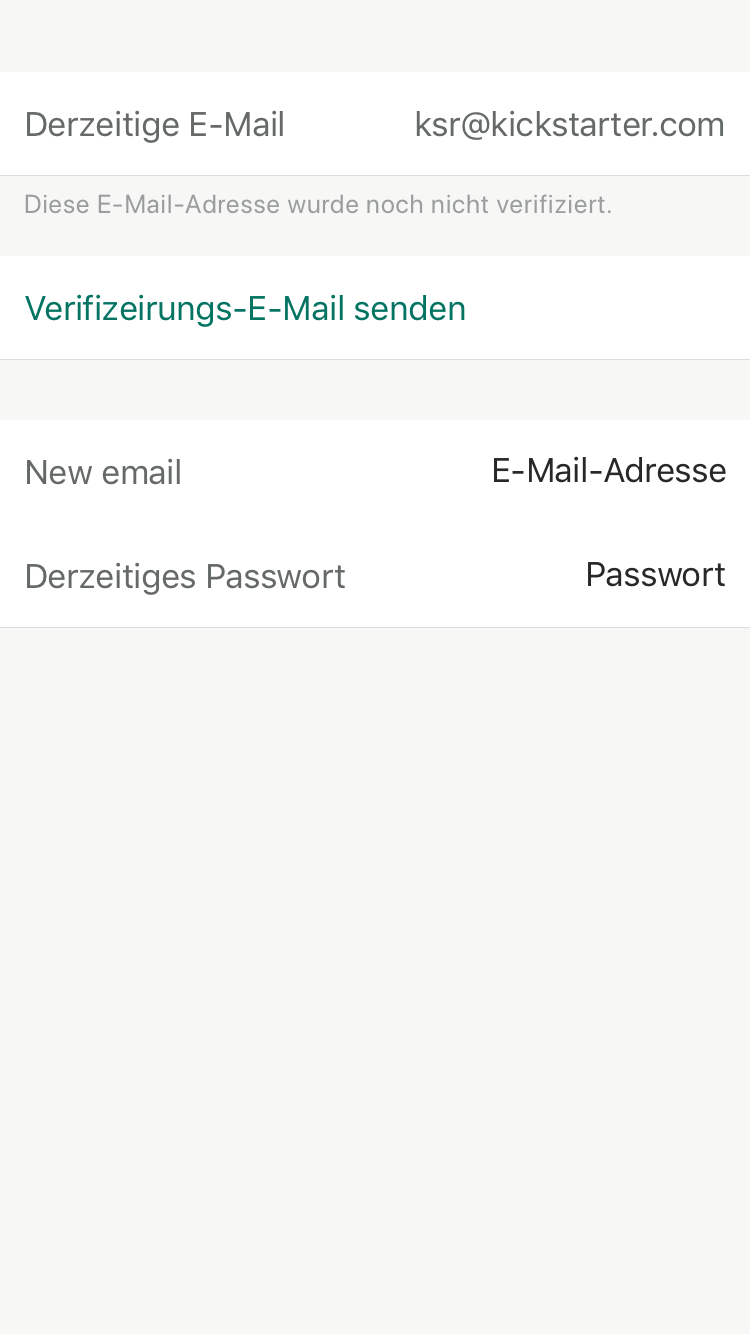 Derzeitige E-Mail ksr@kickstarter.com
Diese E-Mail-Adresse wurde noch nicht verifiziert.
Verifizeirungs-E-Mail senden
New email E-Mail-Adresse
Derzeitiges Passwort Passwort